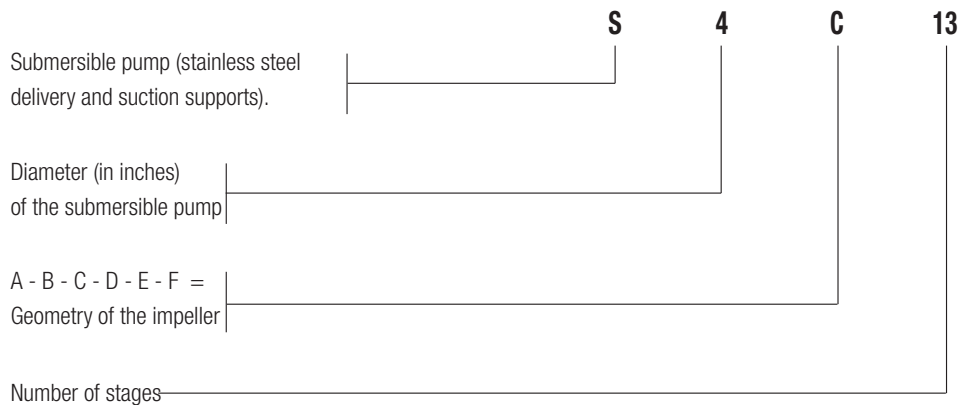 S 4 C 13
Submersible pump (stainless steel
delivery and suction supports).
Diameter (in inches)
of the submersible pump
A - B - C - D - E - F =
Geometry of the impeller
Number of stages